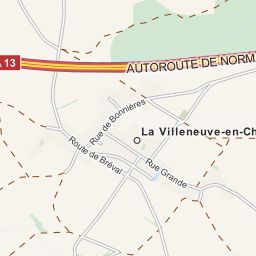 A 13
AUTOROUTE DE NORM
Rue de Bonnières
La Villeneuve-en-Ch
Route de Bréval
Rue Grande